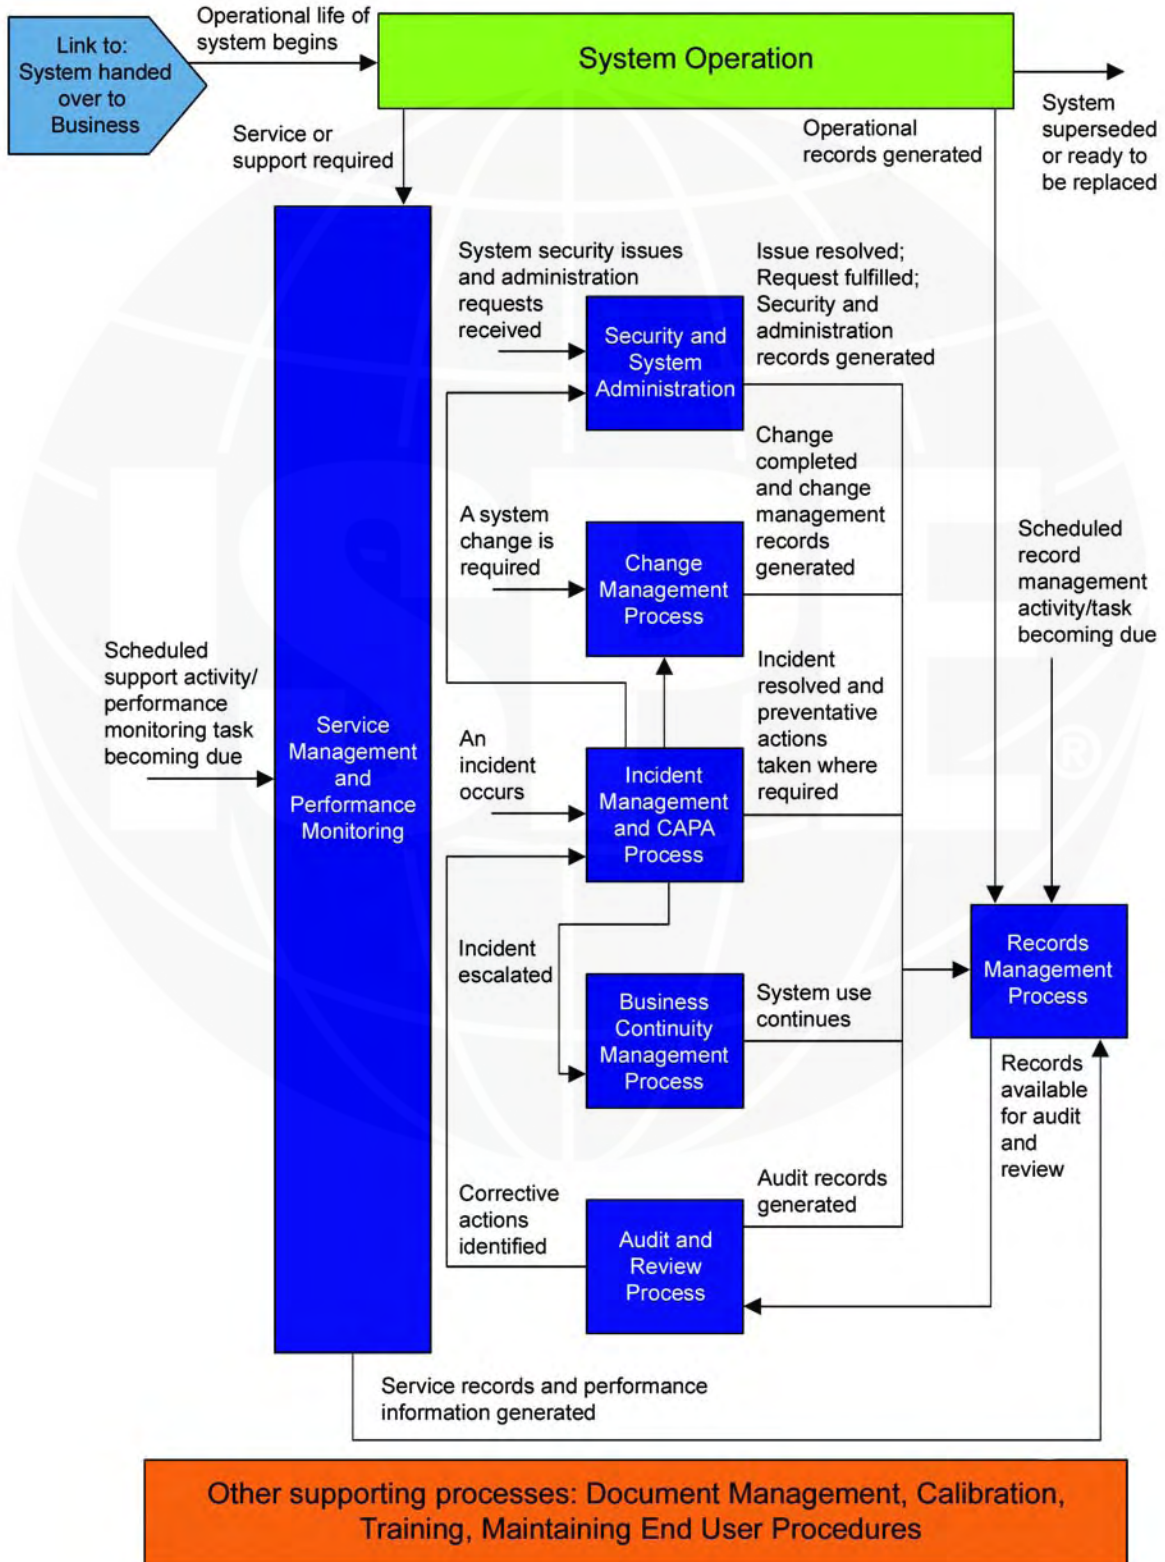 Link to:
System handed
over to
Business
Operational life of
system begins
System Operation
System
superseded
or ready to
be replaced
Service or
support required
Operational
records generated
System security issues
and administration
requests
received
Issue resolved;
Request fulfilled;
Security and
administration
records generated
Security and
System
Administration
Change
completed
and change
management
records
generated
A system
change is
required
Change
Management
Process
Scheduled
record
management
activity/task
becoming due
Scheduled
support activity/
performance
monitoring task
becoming due
Service
Management
and
Performance
Monitoring
An
incident
occurs
Incident
Management
and CAPA
Process
Incident
resolved and
preventative
actions
taken where
required
Incident
escalated
Business
Continuity
Management
Process
System use
continues
Records
Management
Process
Records
available
for audit
and
review
Corrective
actions
identified
Audit and
Review
Process
Audit records
generated
Service records and performance
information generated
Other supporting processes: Document Management, Calibration,
Training, Maintaining End User Procedures
ISPE
®